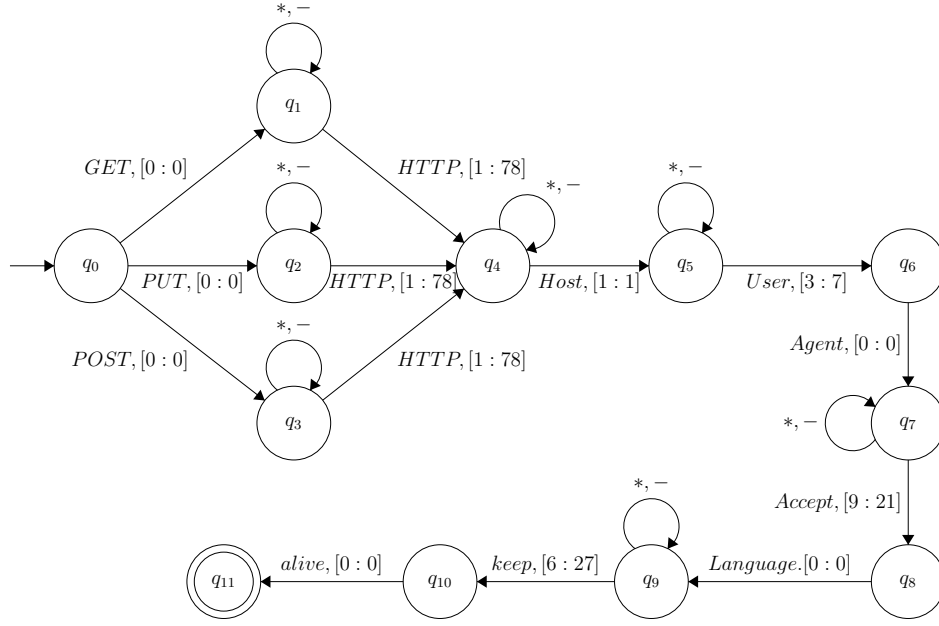 *, −
q1
GET, [0 : 0]
HTTP, [1 : 78]
*, −
*, −
*, −
q0
PUT, [0 : 0]
q2
HTTP, [1 : 78]
q4
Host, [1 : 1]
q5
User, [3 : 7]
q6
*, −
POST, [0 : 0]
HTTP, [1 : 78]
Agent, [0 : 0]
q3
*, −
q7
*, −
Accept, [9 : 21]
q11
alive, [0 : 0]
q10
keep, [6 : 27]
q9
Language.[0 : 0]
q8